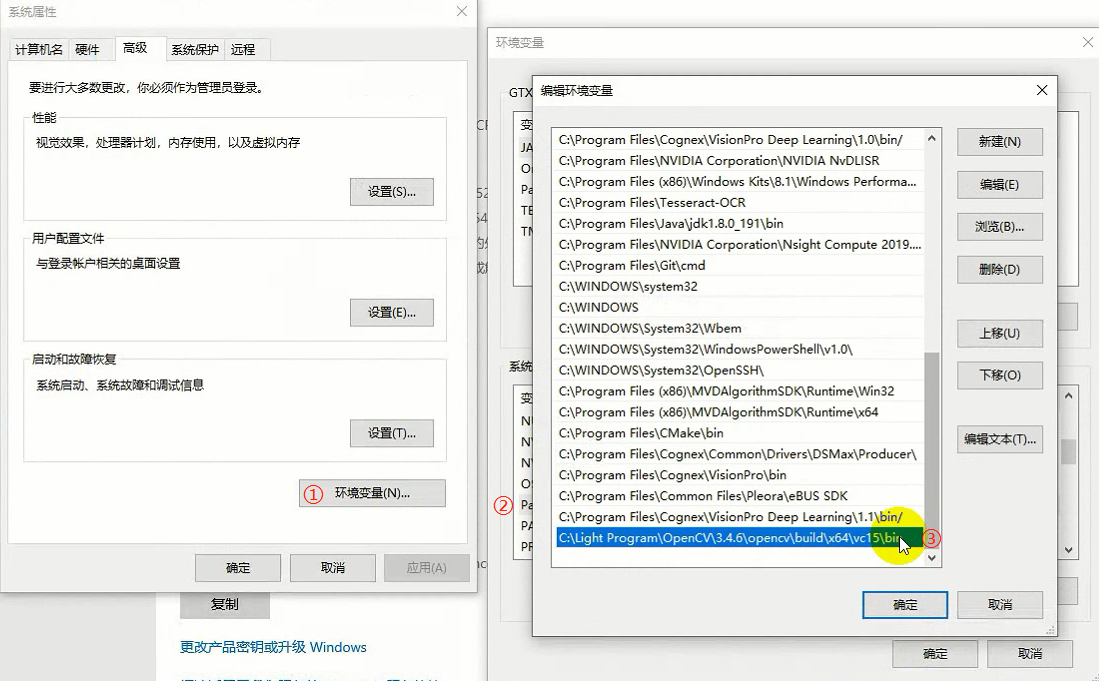 系统属性
计算机名 硬件 高级 系统保护 远程
要进行大多数更改，你必须作为管理员登录。
性能
视觉效果，处理器计划，内存使用，以及虚拟内存
设置(S)...
用户配置文件
与登录帐户相关的桌面设置
设置(E)...
启动和故障恢复
系统启动、系统故障和调试信息
设置(T)...
① 环境变量(N)...
确定 取消 应用(A)
复制
更改产品密钥或升级 Windows
环境变量
GTX
系统
②
编辑环境变量
C:\Program Files\Cognex\VisionPro Deep Learning\1.0\bin/
C:\Program Files\NVIDIA Corporation\NVIDIA NvDLISR
C:\Program Files (x86)\Windows Kits\8.1\Windows Performa...
C:\Program Files\Tesseract-OCR
C:\Program Files\Java\jdk1.8.0_191\bin
C:\Program Files\NVIDIA Corporation\Nsight Compute 2019....
C:\Program Files\Git\cmd
C:\WINDOWS\system32
C:\WINDOWS
C:\WINDOWS\System32\Wbem
C:\WINDOWS\System32\WindowsPowerShell\v1.0\
C:\WINDOWS\System32\OpenSSH\
C:\Program Files (x86)\MVDAlgorithmSDK\Runtime\Win32
C:\Program Files (x86)\MVDAlgorithmSDK\Runtime\x64
C:\Program Files\CMake\bin
C:\Program Files\Cognex\Common\Drivers\DSMax\Producer\
C:\Program Files\Cognex\VisionPro\bin
C:\Program Files\Common Files\Pleora\eBUS SDK
C:\Program Files\Cognex\VisionPro Deep Learning\1.1\bin/
C:\Light Program\OpenCV\3.4.6\opencv\build\x64\vc15\bin ③
新建(N)
编辑(E)
浏览(B)...
删除(D)
上移(U)
下移(O)
编辑文本(T)...
确定 取消
确定 取消